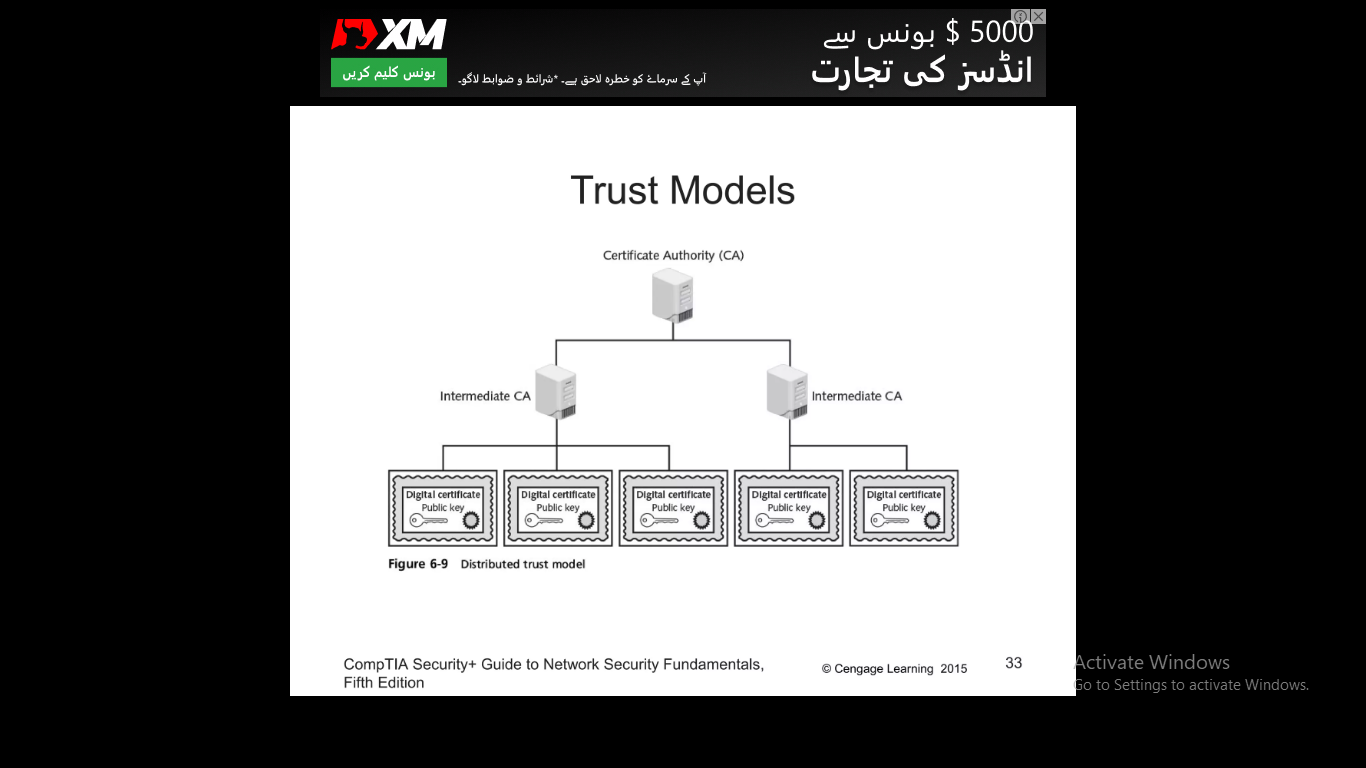 XM
5000 $ بونس سے
انڈسز کی تجارت
بونس کلیم کریں
آپ کے سرمائے کو خطرہ لاحق ہے۔ *شرائط و ضوابط لاگو۔
Trust Models
Certificate Authority (CA)
Intermediate CA
Intermediate CA
Digital certificate
Public key
Digital certificate
Public key
Digital certificate
Public key
Digital certificate
Public key
Digital certificate
Public key
Figure 6-9 Distributed trust model
CompTIA Security+ Guide to Network Security Fundamentals,
Fifth Edition
© Cengage Learning 2015
33
Activate Windows
Go to Settings to activate Windows.